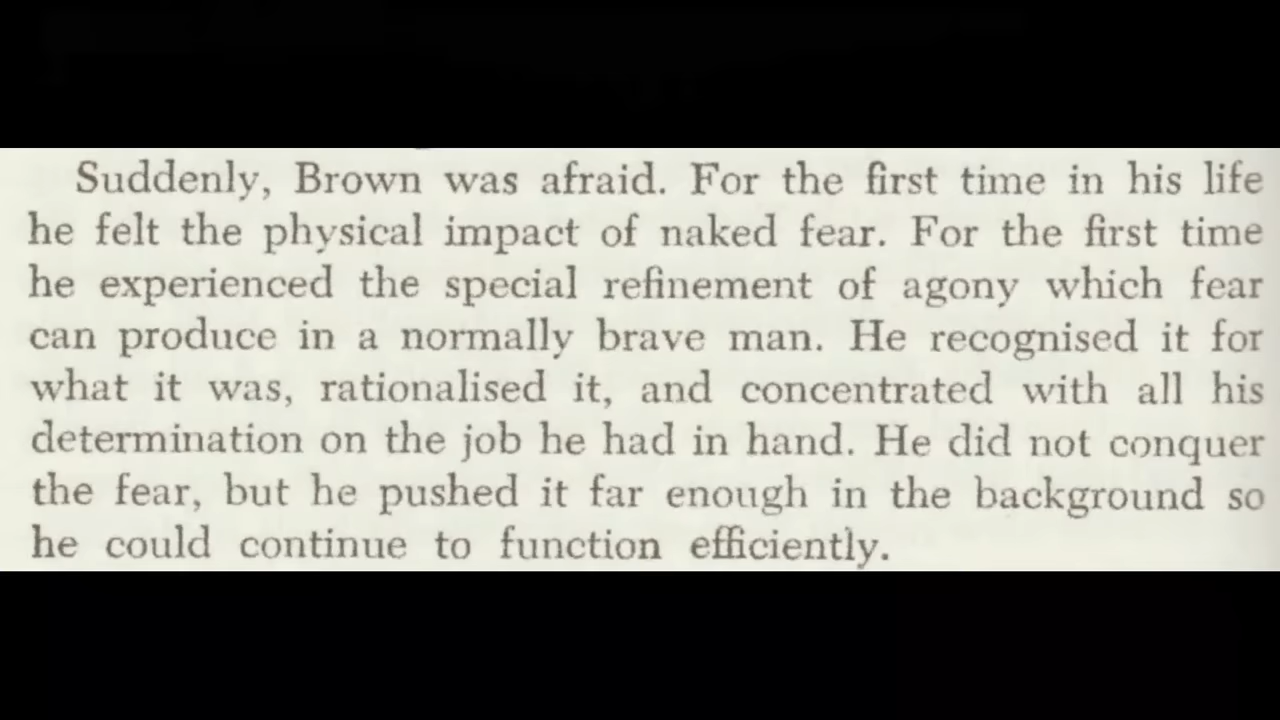 Suddenly, Brown was afraid. For the first time in his life
he felt the physical impact of naked fear. For the first time
he experienced the special refinement of agony which fear
can produce in a normally brave man. He recognised it for
what it was, rationalised it, and concentrated with all his
determination on the job he had in hand. He did not conquer
the fear, but he pushed it far enough in the background so
he could continue to function efficiently.